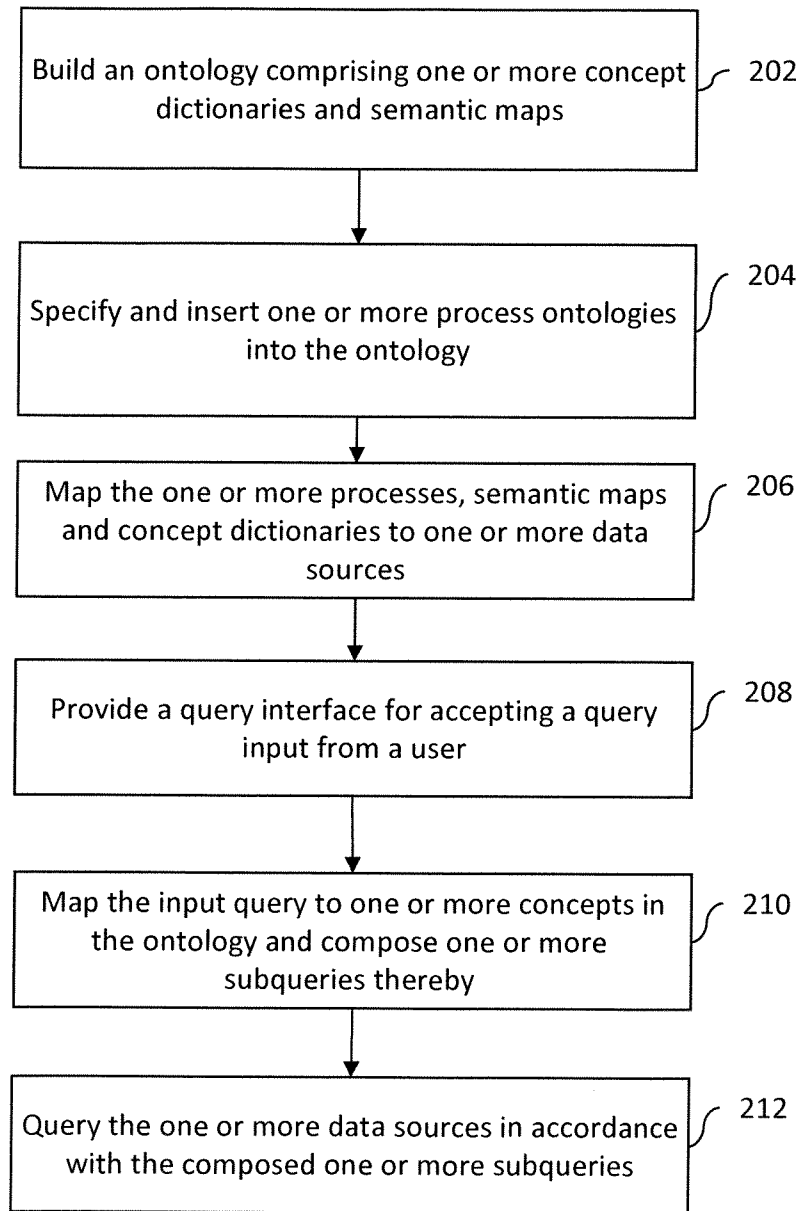 Build an ontology comprising one or more concept
dictionaries and semantic maps
202
Specify and insert one or more process ontologies
into the ontology
204
Map the one or more processes, semantic maps
and concept dictionaries to one or more data
sources
206
Provide a query interface for accepting a query
input from a user
208
Map the input query to one or more concepts in
the ontology and compose one or more
subqueries thereby
210
Query the one or more data sources in accordance
with the composed one or more subqueries
212